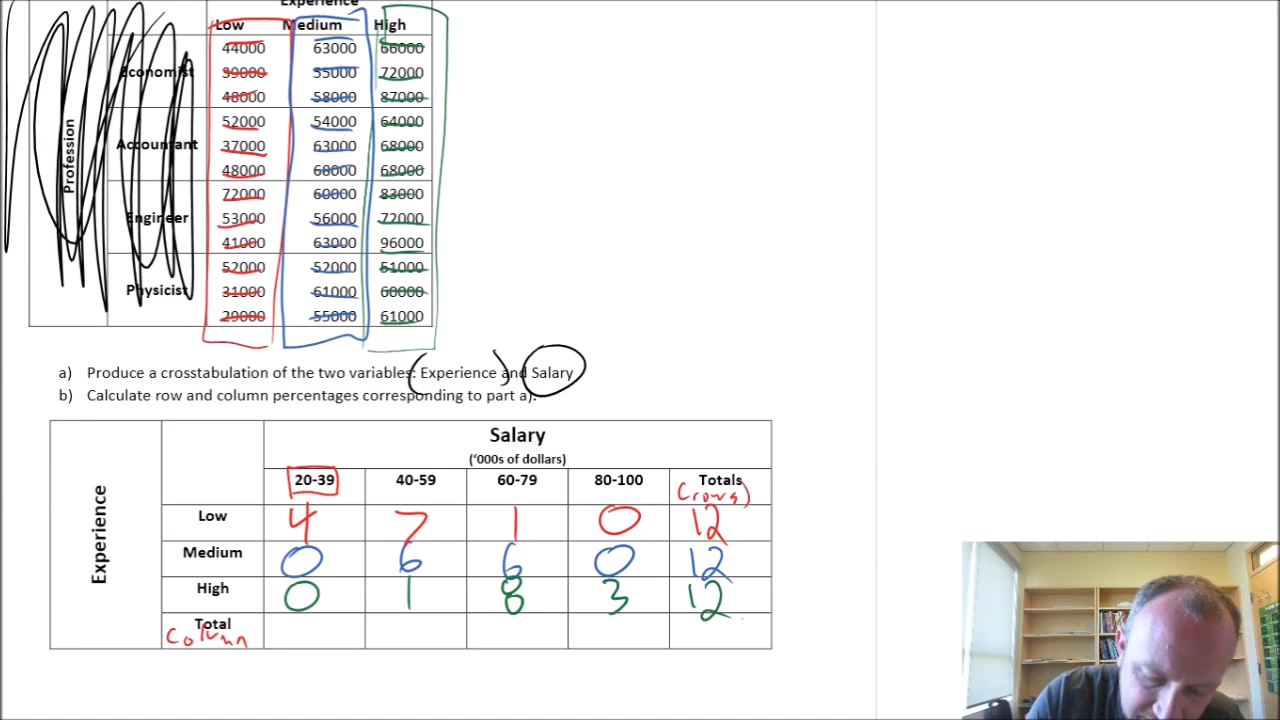 Experience
Low Medium High
Profession
Economist
44000 63000 66000
39000 55000 72000
48000 58000 87000
Accountant
52000 54000 64000
37000 63000 68000
48000 68000 68000
Engineer
72000 60000 83000
53000 56000 72000
41000 63000 96000
Physicist
52000 52000 51000
31000 61000 60000
29000 55000 61000
a) Produce a crosstabulation of the two variables: Experience and Salary
b) Calculate row and column percentages corresponding to part a).
Experience
Salary
('000s of dollars)
20-39 40-59 60-79 80-100 Totals
(rows)
Low 4 7 1 0 12
Medium 0 6 6 0 12
High 0 1 8 3 12
Total
Column